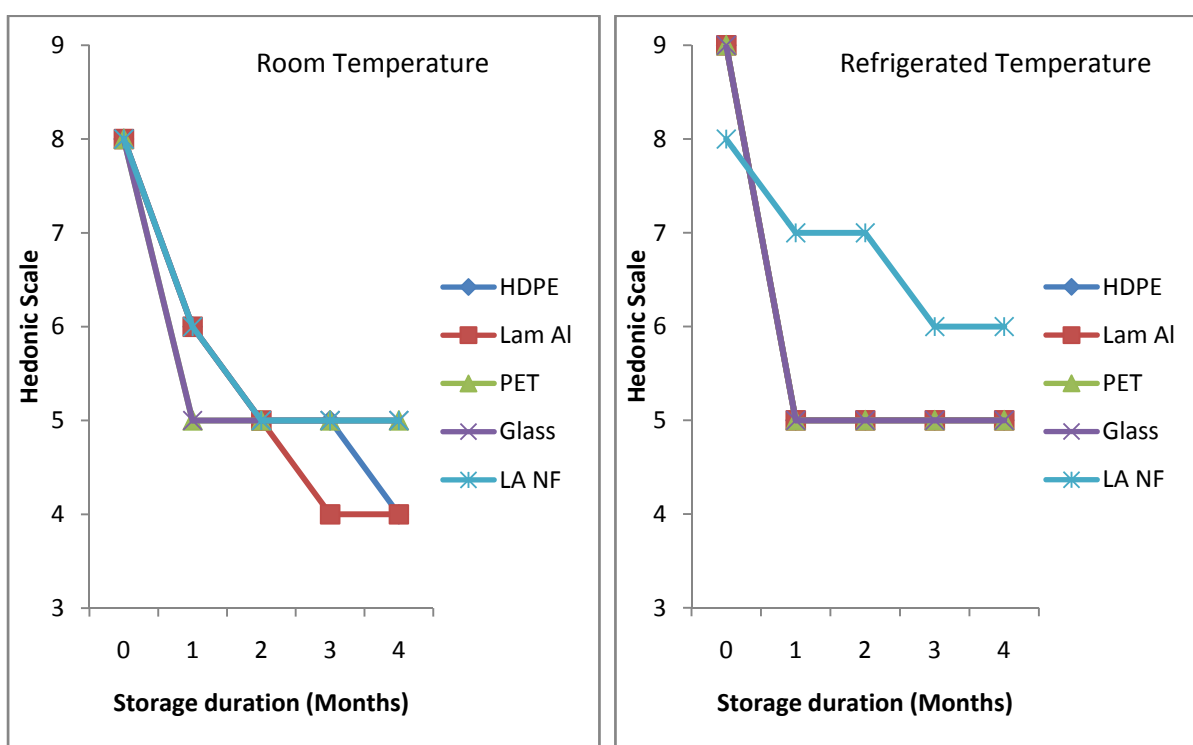 Room Temperature
9
8
7
6
5
4
3
Hedonic Scale
HDPE
Lam Al
PET
Glass
LA NF
0 1 2 3 4
Storage duration (Months)
Refrigerated Temperature
9
8
7
6
5
4
3
Hedonic Scale
HDPE
Lam Al
PET
Glass
LA NF
0 1 2 3 4
Storage duration (Months)